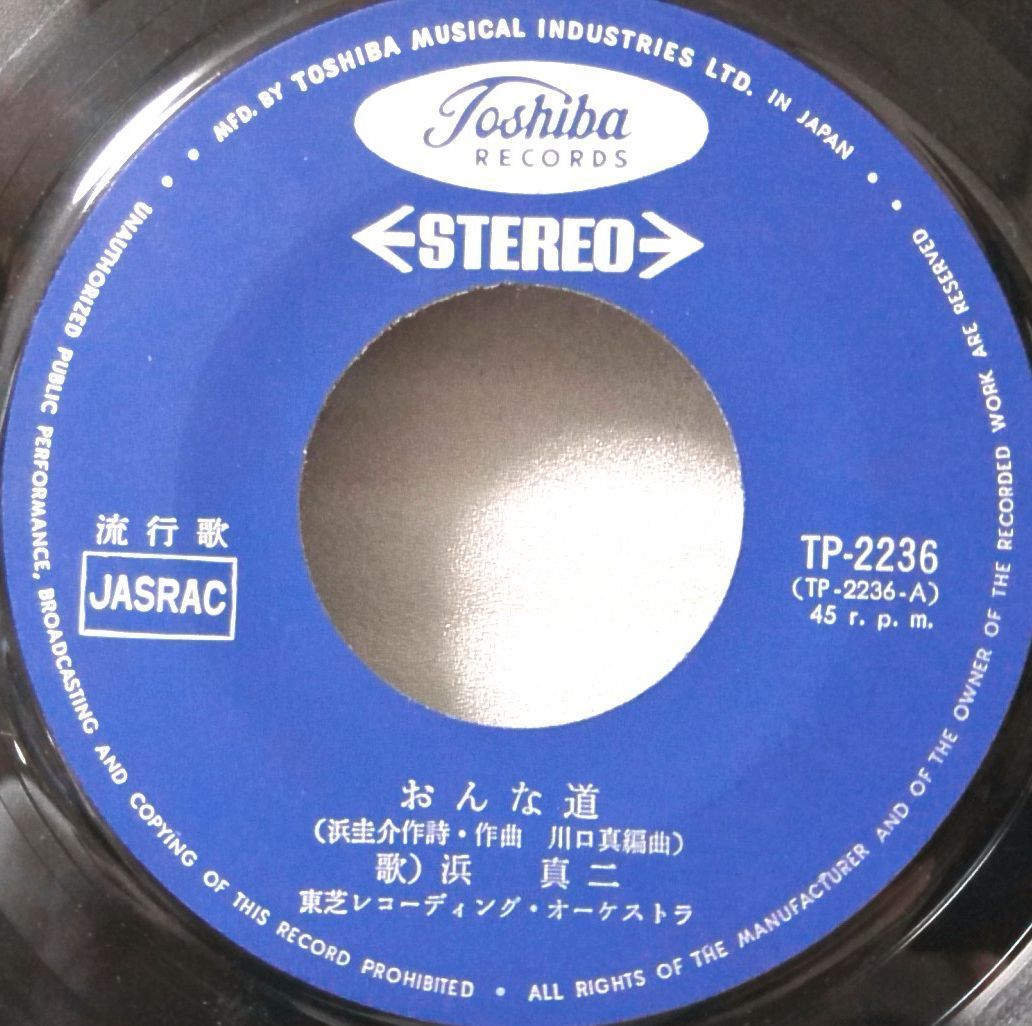 MFD. BY TOSHIBA MUSICAL INDUSTRIES LTD. IN JAPAN
Toshiba
RECORDS
STEREO
流行歌
JASRAC
TP-2236
(TP-2236-A)
45 r. p. m.
おんな道
(浜圭介作詩・作曲 川口真編曲)
歌) 浜 真二
東芝レコーディング・オーケストラ
UNAUTHORIZED PUBLIC PERFORMANCE, BROADCASTING AND COPYING OF THIS RECORD PROHIBITED • ALL RIGHTS OF THE MANUFACTURER AND OF THE OWNER OF THE RECORDED WORK ARE RESERVED